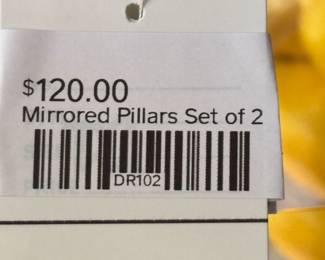 $120.00
Mirrored Pillars Set of 2
DR102